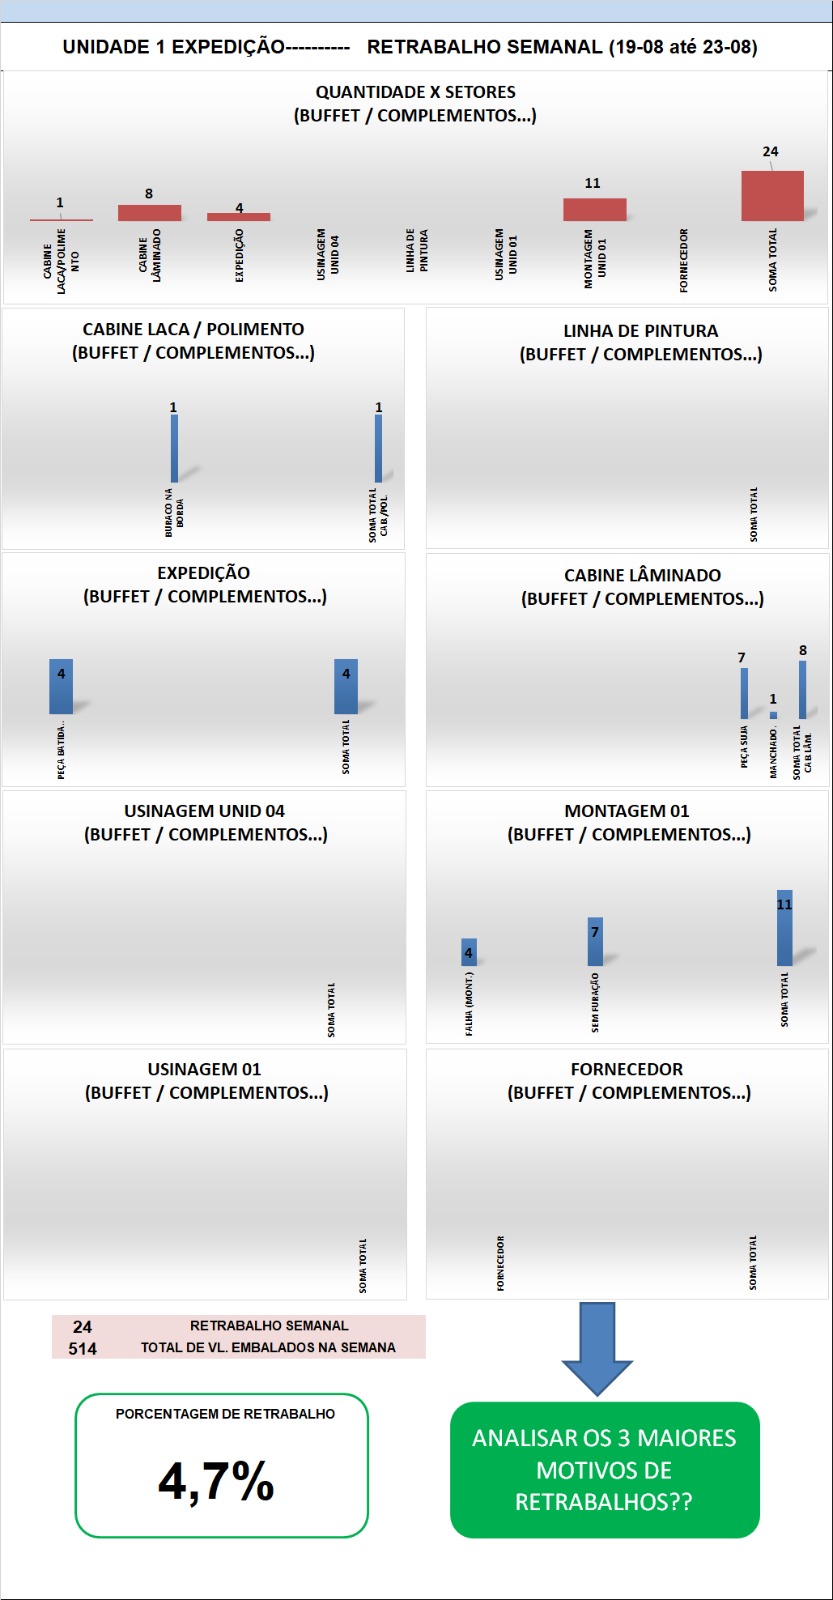 UNIDADE 1 EXPEDIÇÃO---------- RETRABALHO SEMANAL (19-08 até 23-08)
QUANTIDADE X SETORES
(BUFFET / COMPLEMENTOS...)
1
8
4
11
24
CABINE
LACA/POLIME
NTO
CABINE
LÂMINADO
EXPEDIÇÃO
USINAGEM
UNID 04
LINHA DE
PINTURA
USINAGEM
UNID 01
MONTAGEM
UNID 01
FORNECEDOR
SOMA TOTAL
CABINE LACA / POLIMENTO
(BUFFET / COMPLEMENTOS...)
1
1
BURACO NA
BORDA
SOMA TOTAL
CAB./POL.
LINHA DE PINTURA
(BUFFET / COMPLEMENTOS...)
SOMA TOTAL
EXPEDIÇÃO
(BUFFET / COMPLEMENTOS...)
4
4
PEÇA BATIDA..
SOMA TOTAL
CABINE LÂMINADO
(BUFFET / COMPLEMENTOS...)
7
1
8
PEÇA SUJA
MANCHADO.
SOMA TOTAL
CAB.LÂM.
USINAGEM UNID 04
(BUFFET / COMPLEMENTOS...)
SOMA TOTAL
MONTAGEM 01
(BUFFET / COMPLEMENTOS...)
4
7
11
FALHA (MONT.)
SEM FURAÇÃO
SOMA TOTAL
USINAGEM 01
(BUFFET / COMPLEMENTOS...)
SOMA TOTAL
FORNECEDOR
(BUFFET / COMPLEMENTOS...)
FORNECEDOR
SOMA TOTAL
24 RETRABALHO SEMANAL
514 TOTAL DE VL. EMBALADOS NA SEMANA
PORCENTAGEM DE RETRABALHO
4,7%
ANALISAR OS 3 MAIORES
MOTIVOS DE
RETRABALHOS??